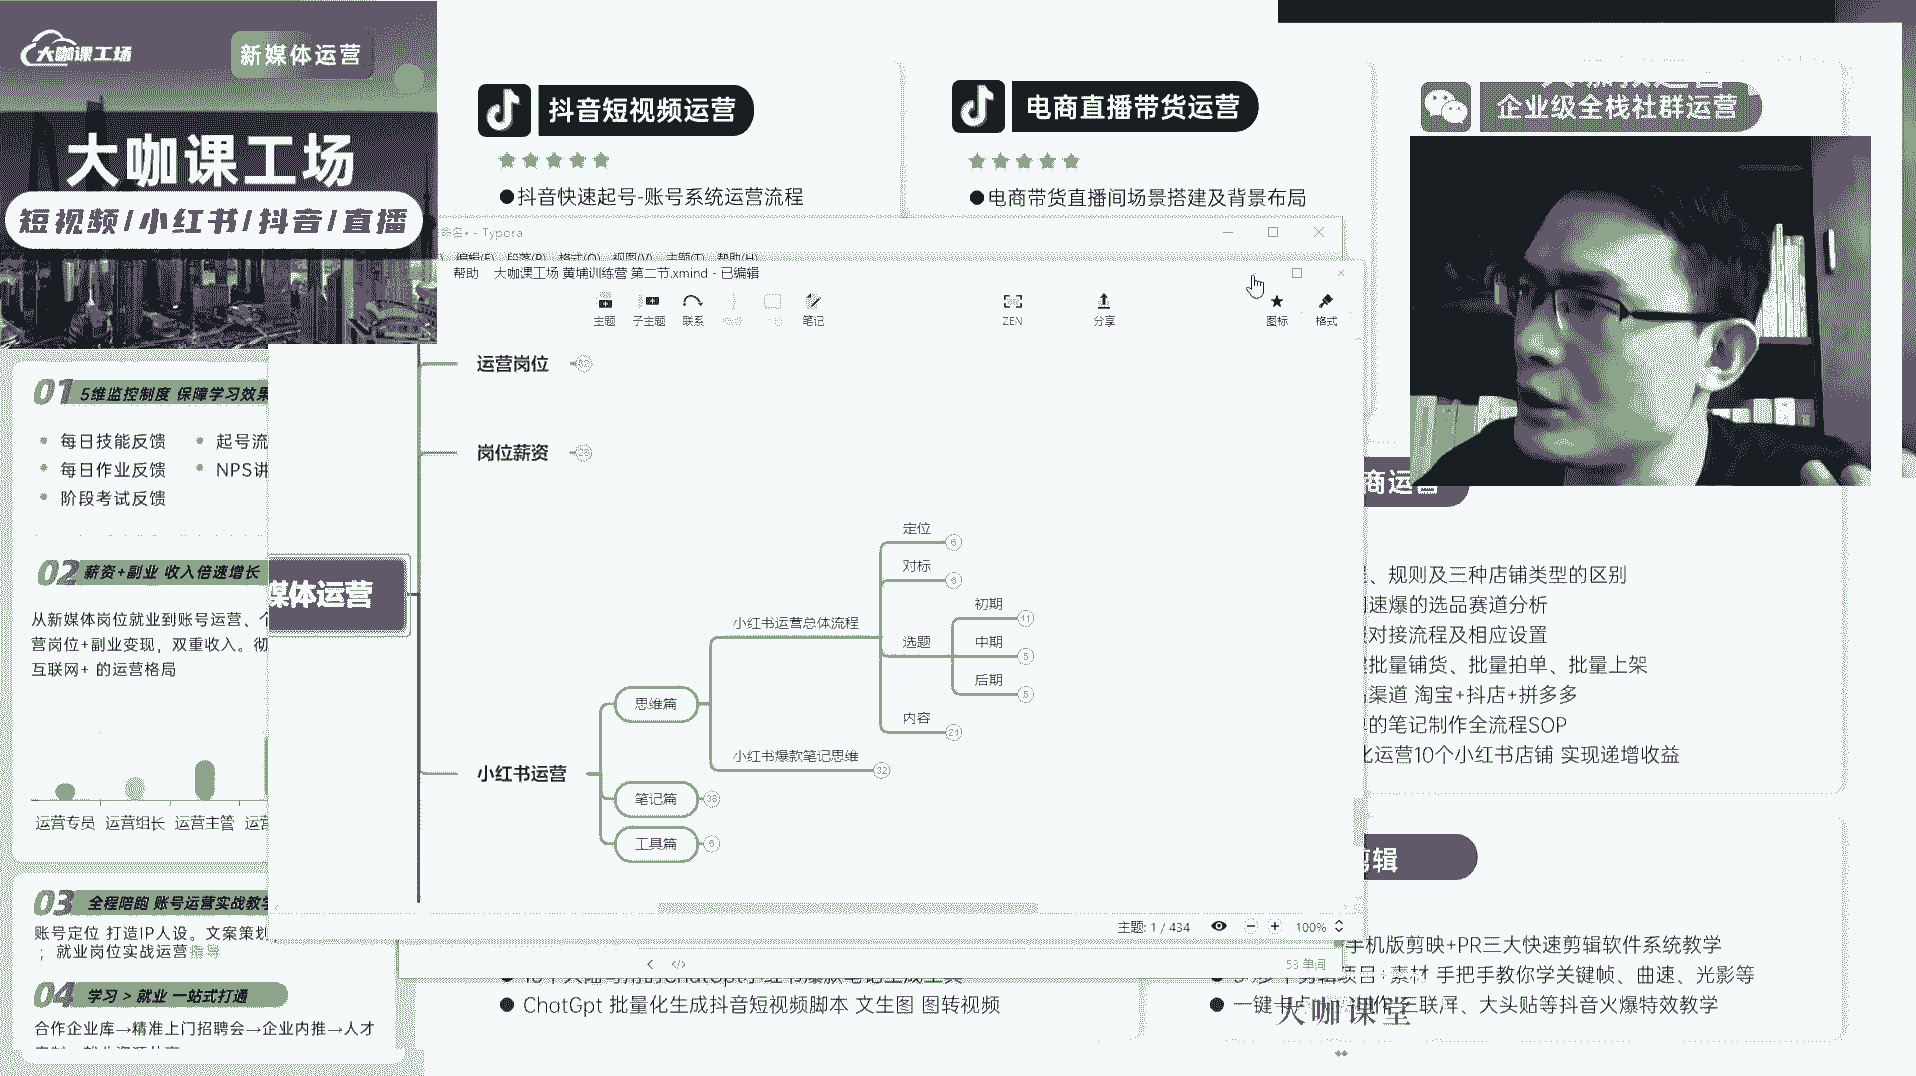 大咖课工场
新媒体运营
大咖课工场
短视频/小红书/抖音/直播
抖音短视频运营
●抖音快速起号-账号系统运营流程
电商直播带货运营
●电商带货直播间场景搭建及背景布局
企业级全栈社群运营
- Typora
编辑(E) 段落(P) 格式(O) 视图(V) 主题(T) 帮助(H)
帮助 大咖课工场 黄埔训练营 第二节.xmind - 已编辑
主题 子主题 联系 笔记 ZEN 分享 图标 格式
运营岗位
岗位薪资 28
媒体运营
小红书运营
思维篇
小红书运营总体流程
定位 6
对标 6
选题
初期 11
中期 5
后期 5
内容 21
小红书爆款笔记思维 32
笔记篇 38
工具篇 6
主题: 1 / 434 100%
53 单词
01 5维监控制度 保障学习效果
每日技能反馈 起号流
每日作业反馈 NPS讲
阶段考试反馈
02 薪资+副业 收入倍速增长
从新媒体岗位就业到账号运营、个
营岗位+副业变现，双重收入。彻
互联网+ 的运营格局
运营专员 运营组长 运营主管 运营
03 全程陪跑 账号运营实战教学
账号定位 打造IP人设。文案策划
；就业岗位实战运营指导
04 学习 > 就业 一站式打通
合作企业库→精准上门招聘会→企业内推→人才
商运营
、规则及三种店铺类型的区别
速爆的选品赛道分析
对接流程及相应设置
批量铺货、批量拍单、批量上架
渠道 淘宝+抖店+拼多多
的笔记制作全流程SOP
运营10个小红书店铺 实现递增收益
剪辑
手机版剪映+PR三大快速剪辑软件系统教学
素材 手把手教你学关键帧、曲速、光影等
三联屏、大头贴等抖音火爆特效教学
● ChatGpt 批量化生成抖音短视频脚本 文生图 图转视频
大咖课堂